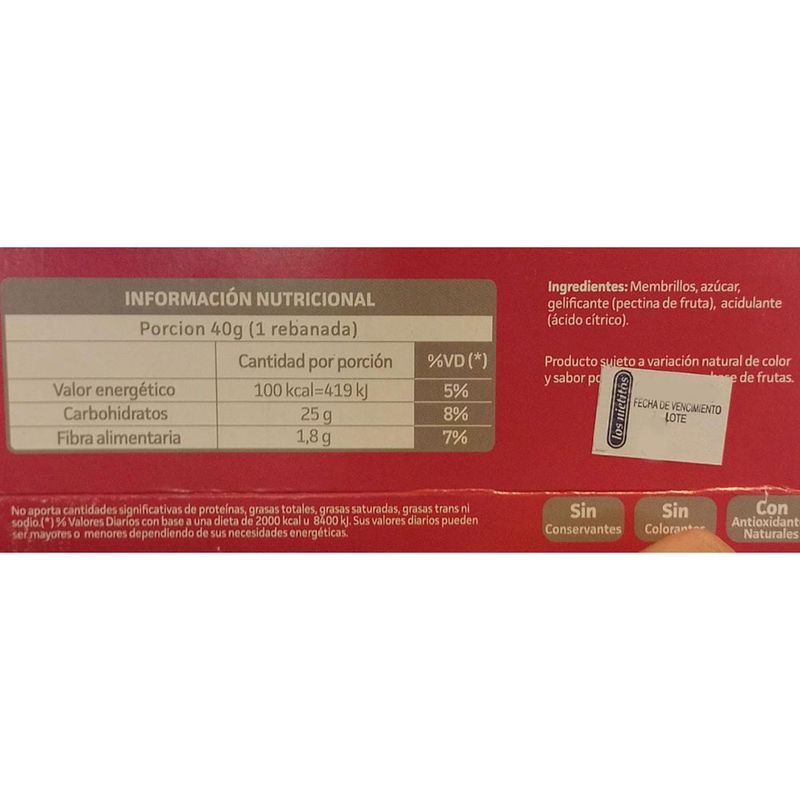 INFORMACIÓN NUTRICIONAL
Porcion 40g (1 rebanada)
Cantidad por porción %VD (*)
Valor energético 100 kcal=419 kJ 5%
Carbohidratos 25 g 8%
Fibra alimentaria 1,8 g 7%
No aporta cantidades significativas de proteínas, grasas totales, grasas saturadas, grasas trans ni
sodio.(*) % Valores Diarios con base a una dieta de 2000 kcal u 8400 kJ. Sus valores diarios pueden
ser mayores o menores dependiendo de sus necesidades energéticas.
Ingredientes: Membrillos, azúcar,
gelificante (pectina de fruta), acidulante
(ácido cítrico).
Producto sujeto a variación natural de color
y sabor de frutas.
los nietitos
FECHA DE VENCIMIENTO
LOTE
Sin
Conservantes
Sin
Con
Naturales